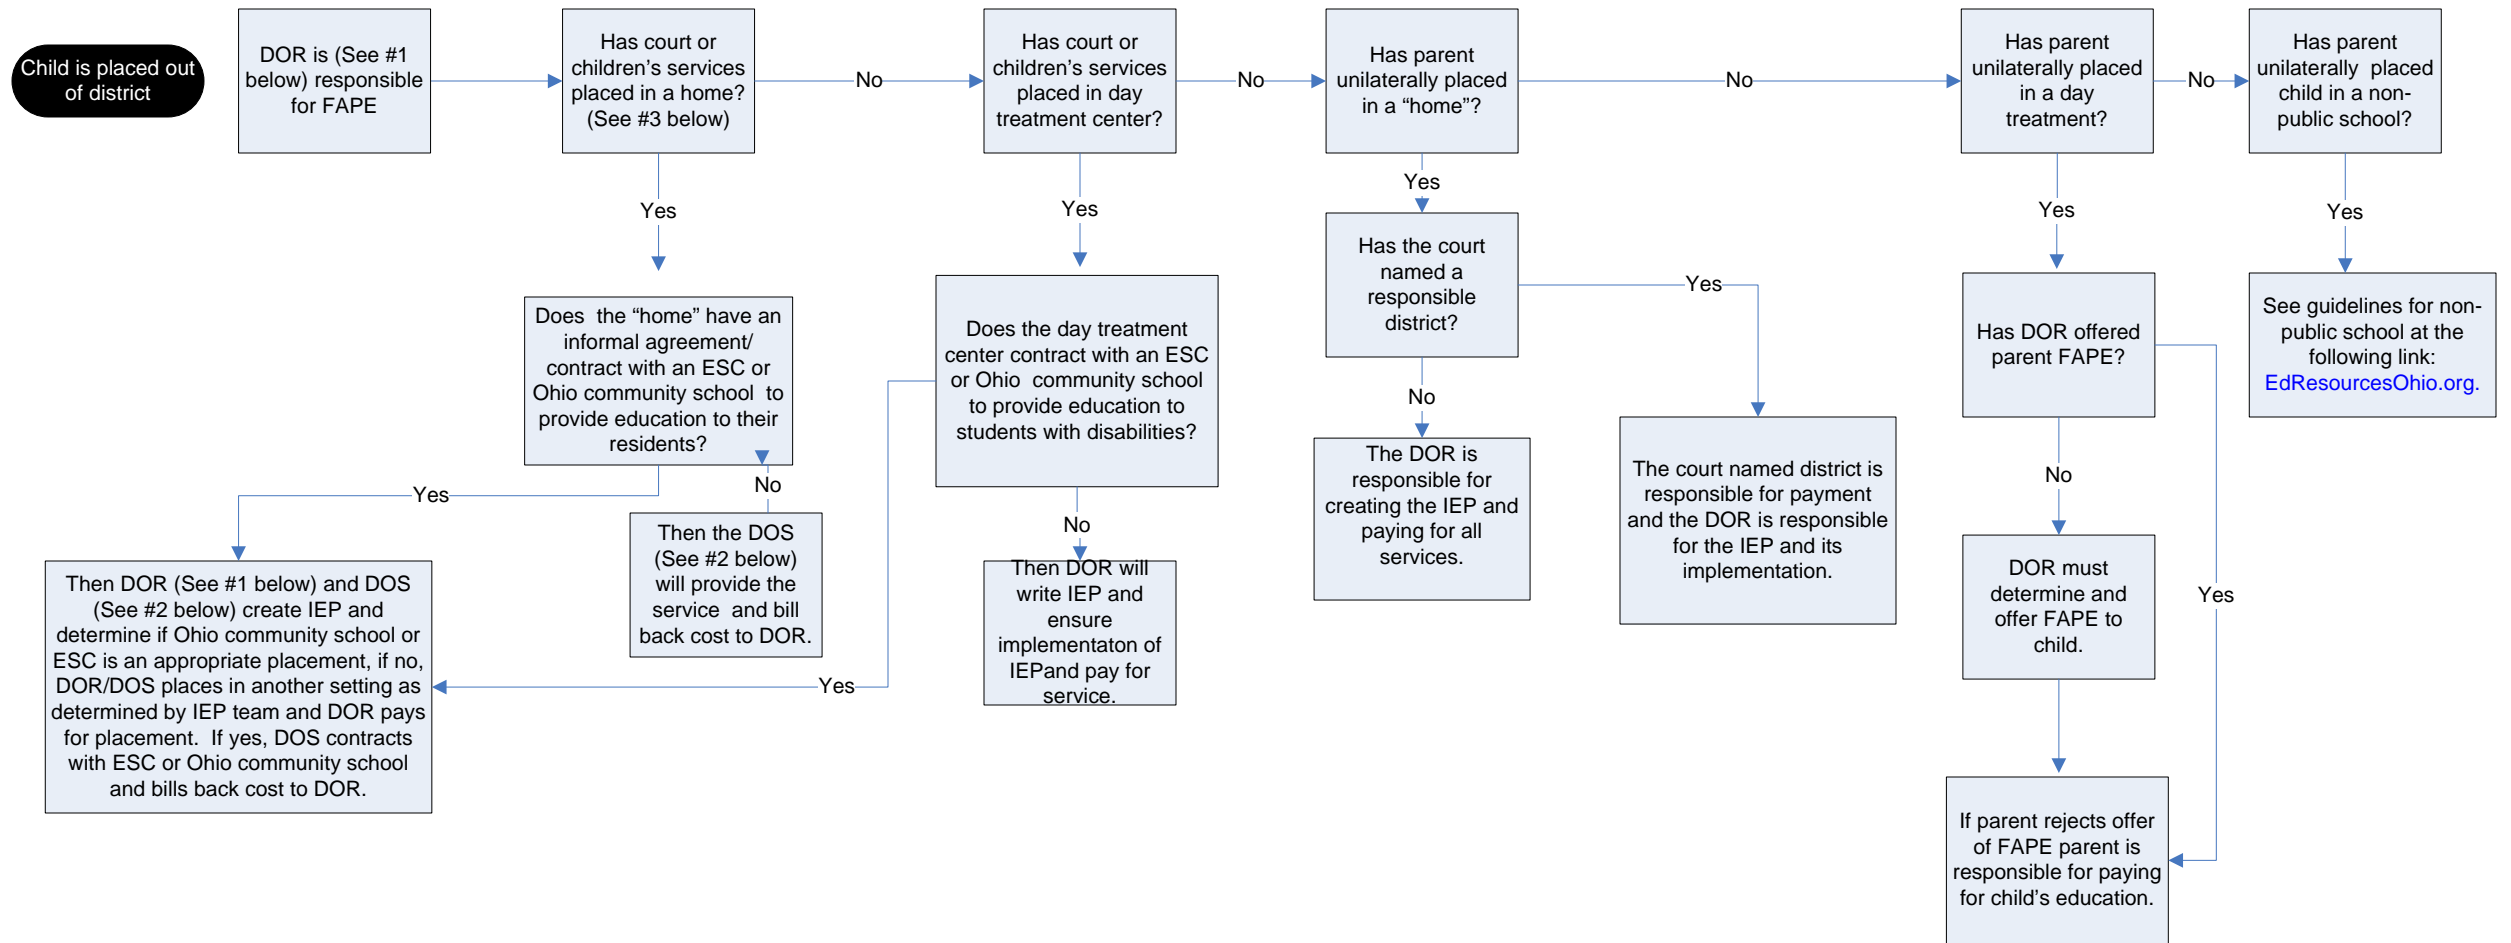 Child is placed out
of district
DOR is (See #1
below) responsible
for FAPE
Has court or
children’s services
placed in a home?
(See #3 below)
No
Has court or
children’s services
placed in day
treatment center?
No
Has parent
unilaterally placed
in a “home”?
No
Has parent
unilaterally placed
in a day
treatment?
No
Has parent
unilaterally placed
child in a non-
public school?
Yes
Yes
Yes
Yes
Yes
Does the “home” have an
informal agreement/
contract with an ESC or
Ohio community school to
provide education to their
residents?
Does the day treatment
center contract with an ESC
or Ohio community school
to provide education to
students with disabilities?
Has the court
named a
responsible
district?
Yes
Has DOR offered
parent FAPE?
See guidelines for non-
public school at the
following link:
EdResourcesOhio.org.
Yes
No
No
No
No
Yes
Then DOR (See #1 below) and DOS
(See #2 below) create IEP and
determine if Ohio community school or
ESC is an appropriate placement, if no,
DOR/DOS places in another setting as
determined by IEP team and DOR pays
for placement. If yes, DOS contracts
with ESC or Ohio community school
and bills back cost to DOR.
Then the DOS
(See #2 below)
will provide the
service and bill
back cost to DOR.
Yes
Then DOR will
write IEP and
ensure
implementaton of
IEPand pay for
service.
The DOR is
responsible for
creating the IEP and
paying for all
services.
The court named district is
responsible for payment
and the DOR is responsible
for the IEP and its
implementation.
DOR must
determine and
offer FAPE to
child.
If parent rejects offer
of FAPE parent is
responsible for paying
for child’s education.